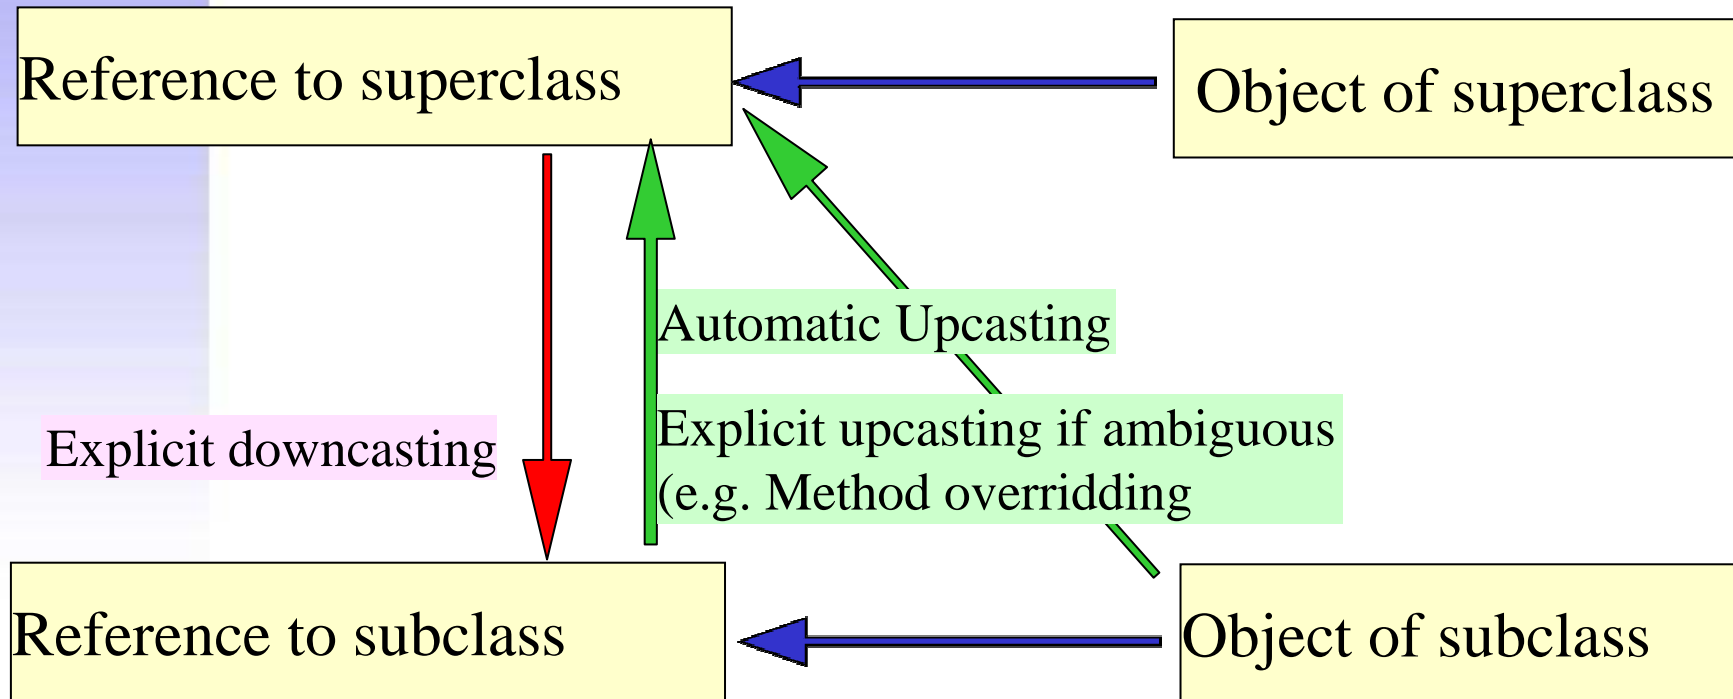 Reference to superclass
Object of superclass
Automatic Upcasting
Explicit upcasting if ambiguous
(e.g. Method overridding
Explicit downcasting
Reference to subclass
Object of subclass